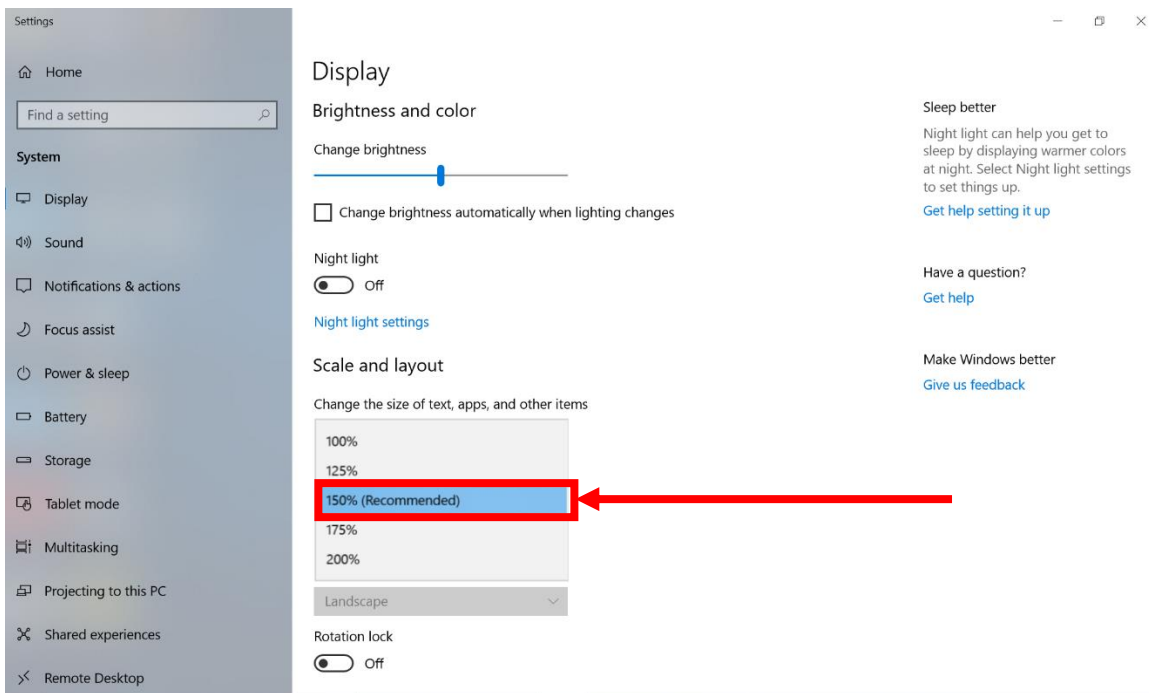 Settings
Home
Find a setting
System
Display
Sound
Notifications & actions
Focus assist
Power & sleep
Battery
Storage
Tablet mode
Multitasking
Projecting to this PC
Shared experiences
Remote Desktop
Display
Brightness and color
Change brightness
Change brightness automatically when lighting changes
Night light
Off
Night light settings
Scale and layout
Change the size of text, apps, and other items
100%
125%
150% (Recommended)
175%
200%
Landscape
Rotation lock
Off
Sleep better
Night light can help you get to
sleep by displaying warmer colors
at night. Select Night light settings
to set things up.
Get help setting it up
Have a question?
Get help
Make Windows better
Give us feedback